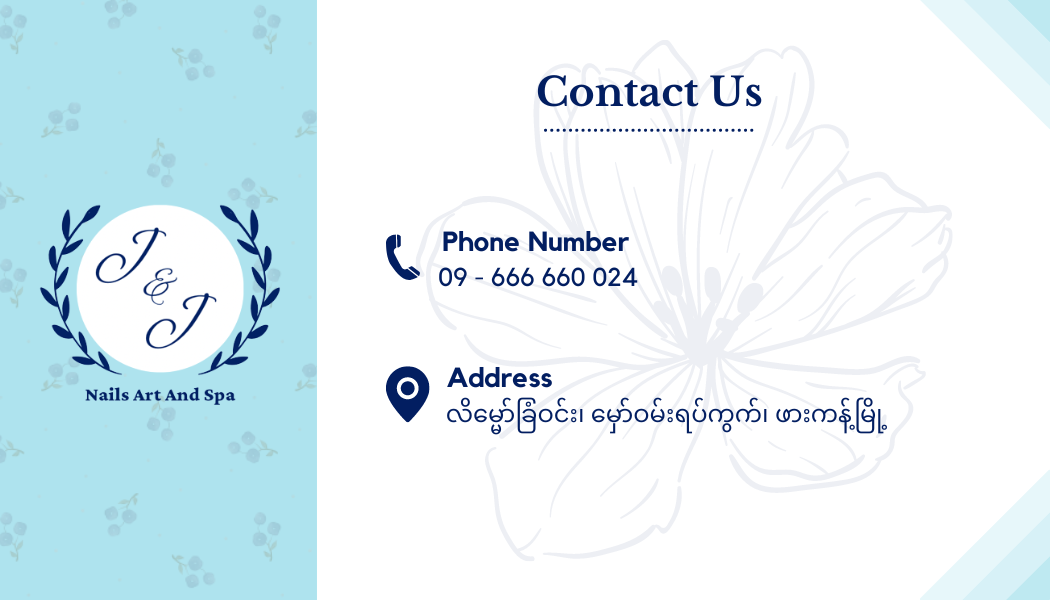 J
&
J
Nails Art And Spa
Contact Us
Phone Number
09 - 666 660 024
Address
လိမ္မော်ခြံဝင်း၊ မှော်ဝမ်းရပ်ကွက်၊ ဖားကန့်မြို့